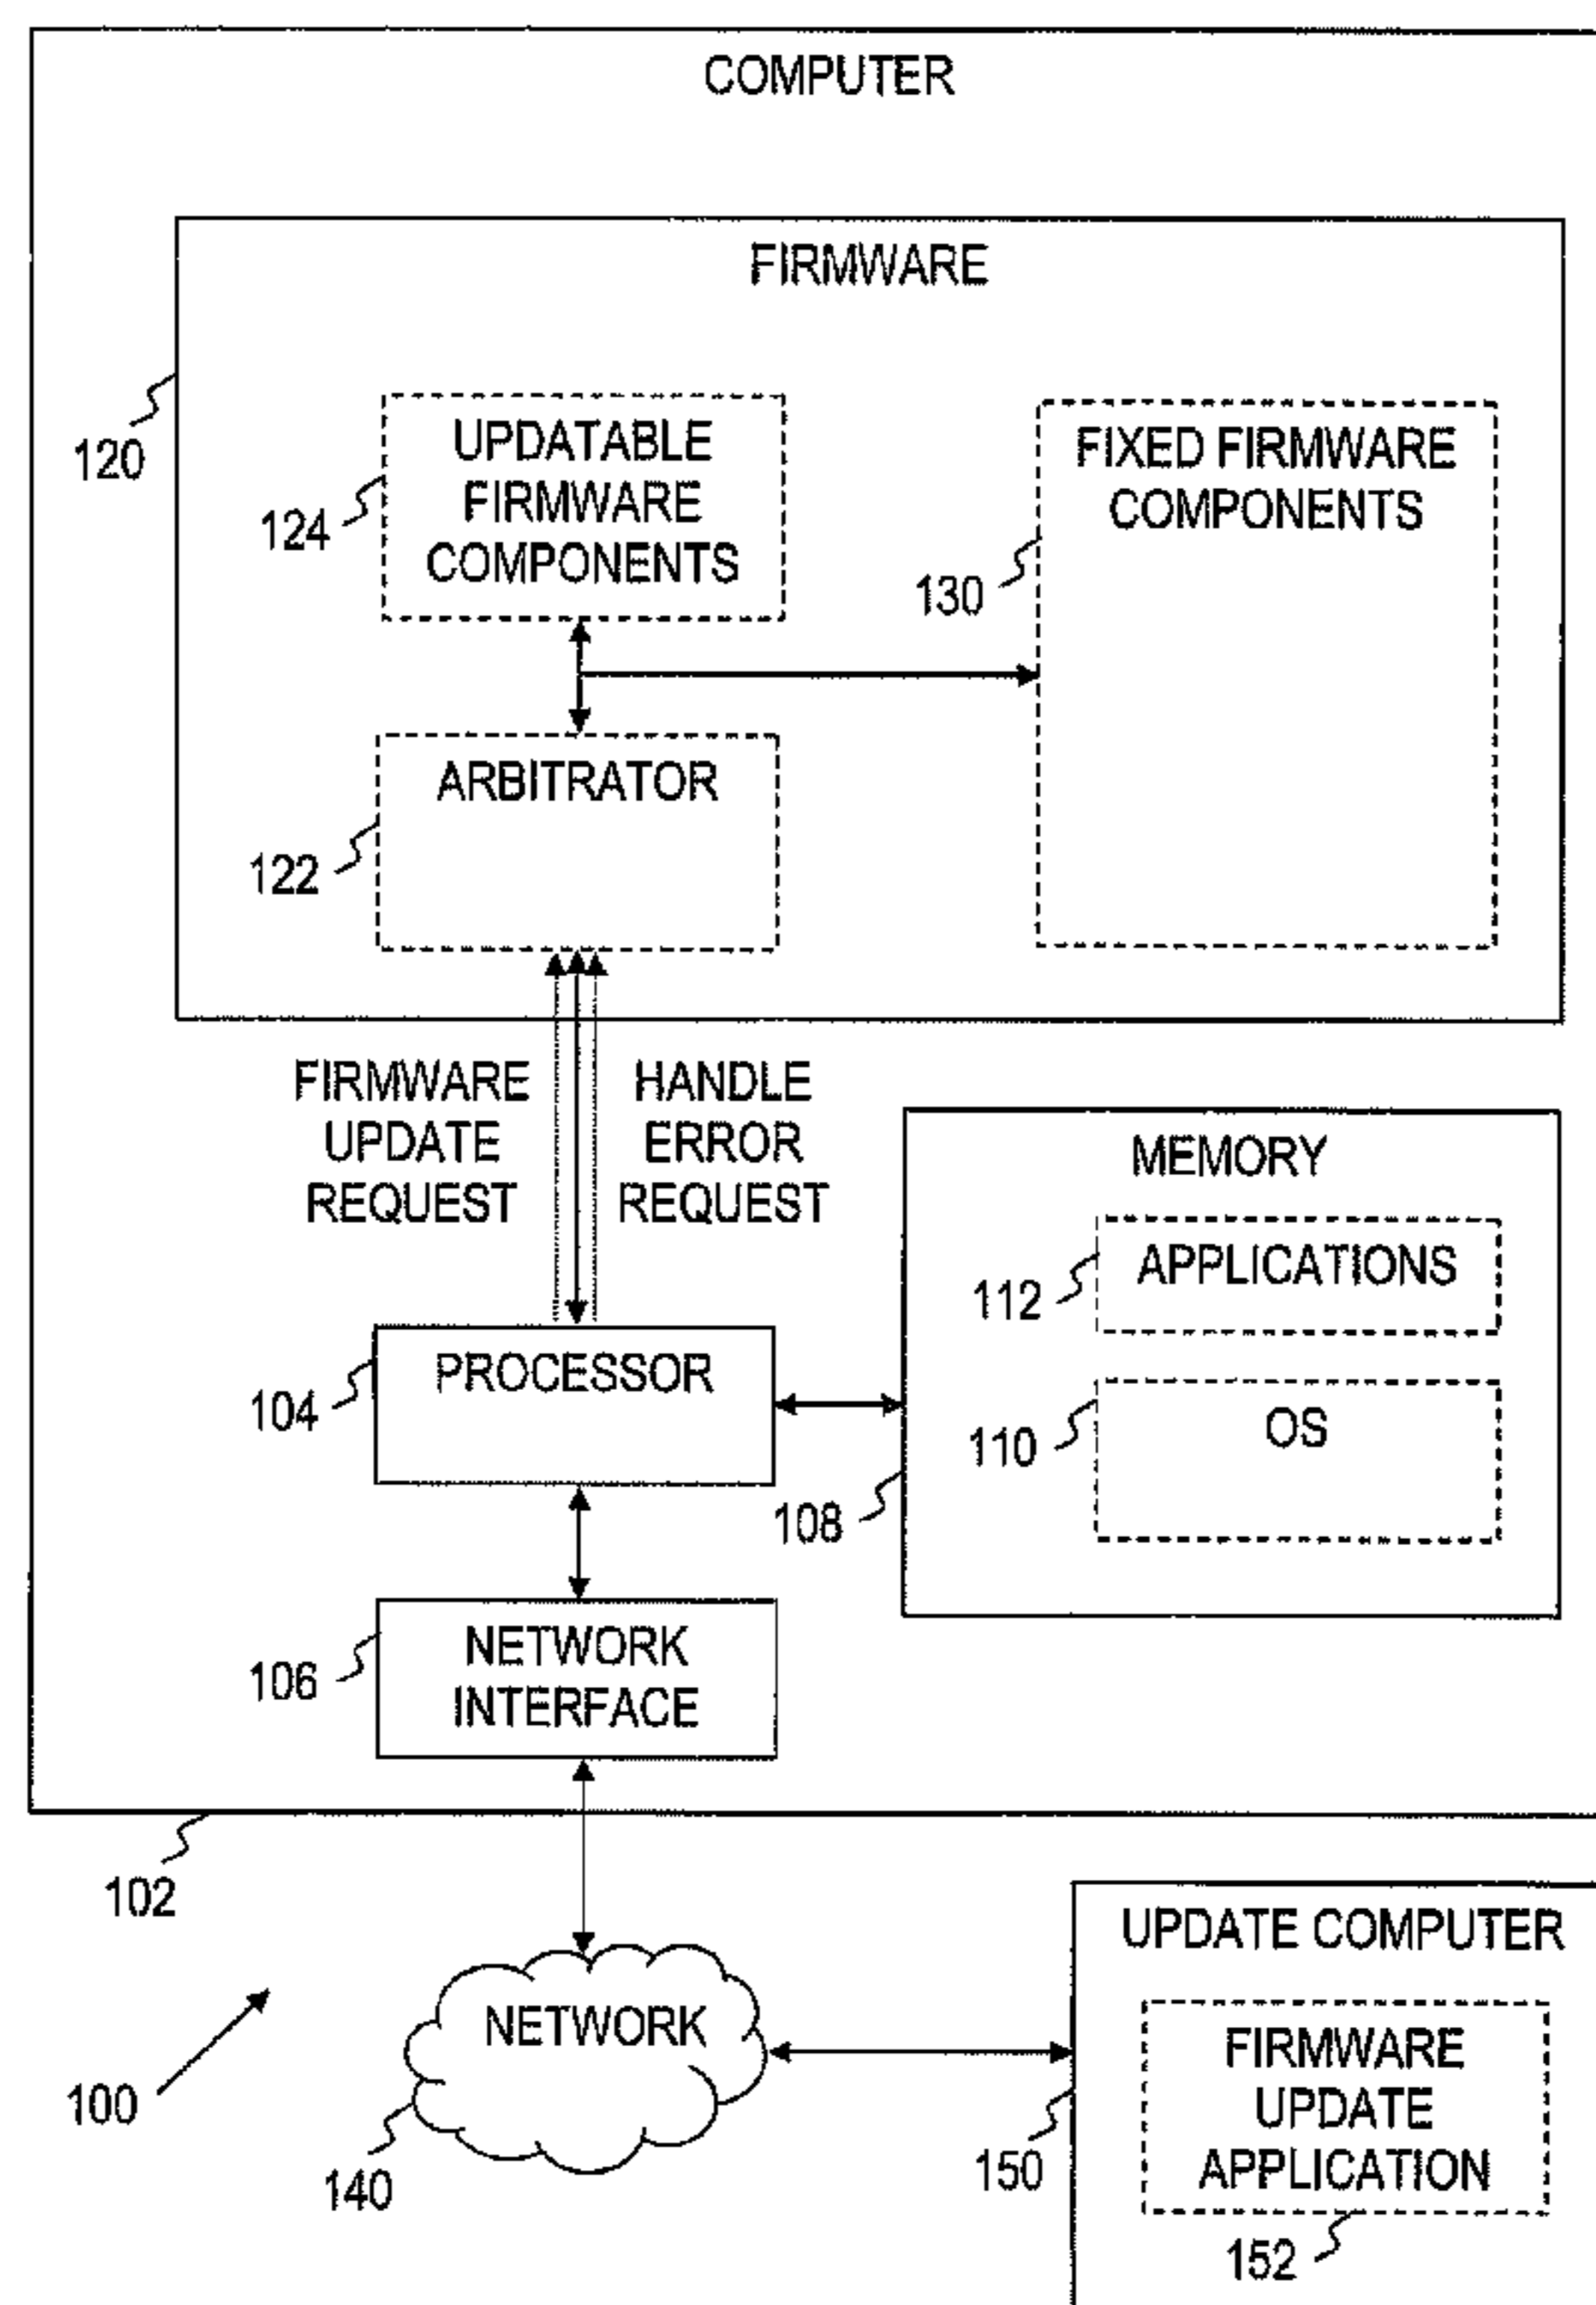 COMPUTER
FIRMWARE
120
124
UPDATABLE
FIRMWARE
COMPONENTS
130
FIXED FIRMWARE
COMPONENTS
122
ARBITRATOR
FIRMWARE
UPDATE
REQUEST
HANDLE
ERROR
REQUEST
MEMORY
112
APPLICATIONS
110
OS
108
104
PROCESSOR
106
NETWORK
INTERFACE
102
100
NETWORK
140
UPDATE COMPUTER
150
FIRMWARE
UPDATE
APPLICATION
152